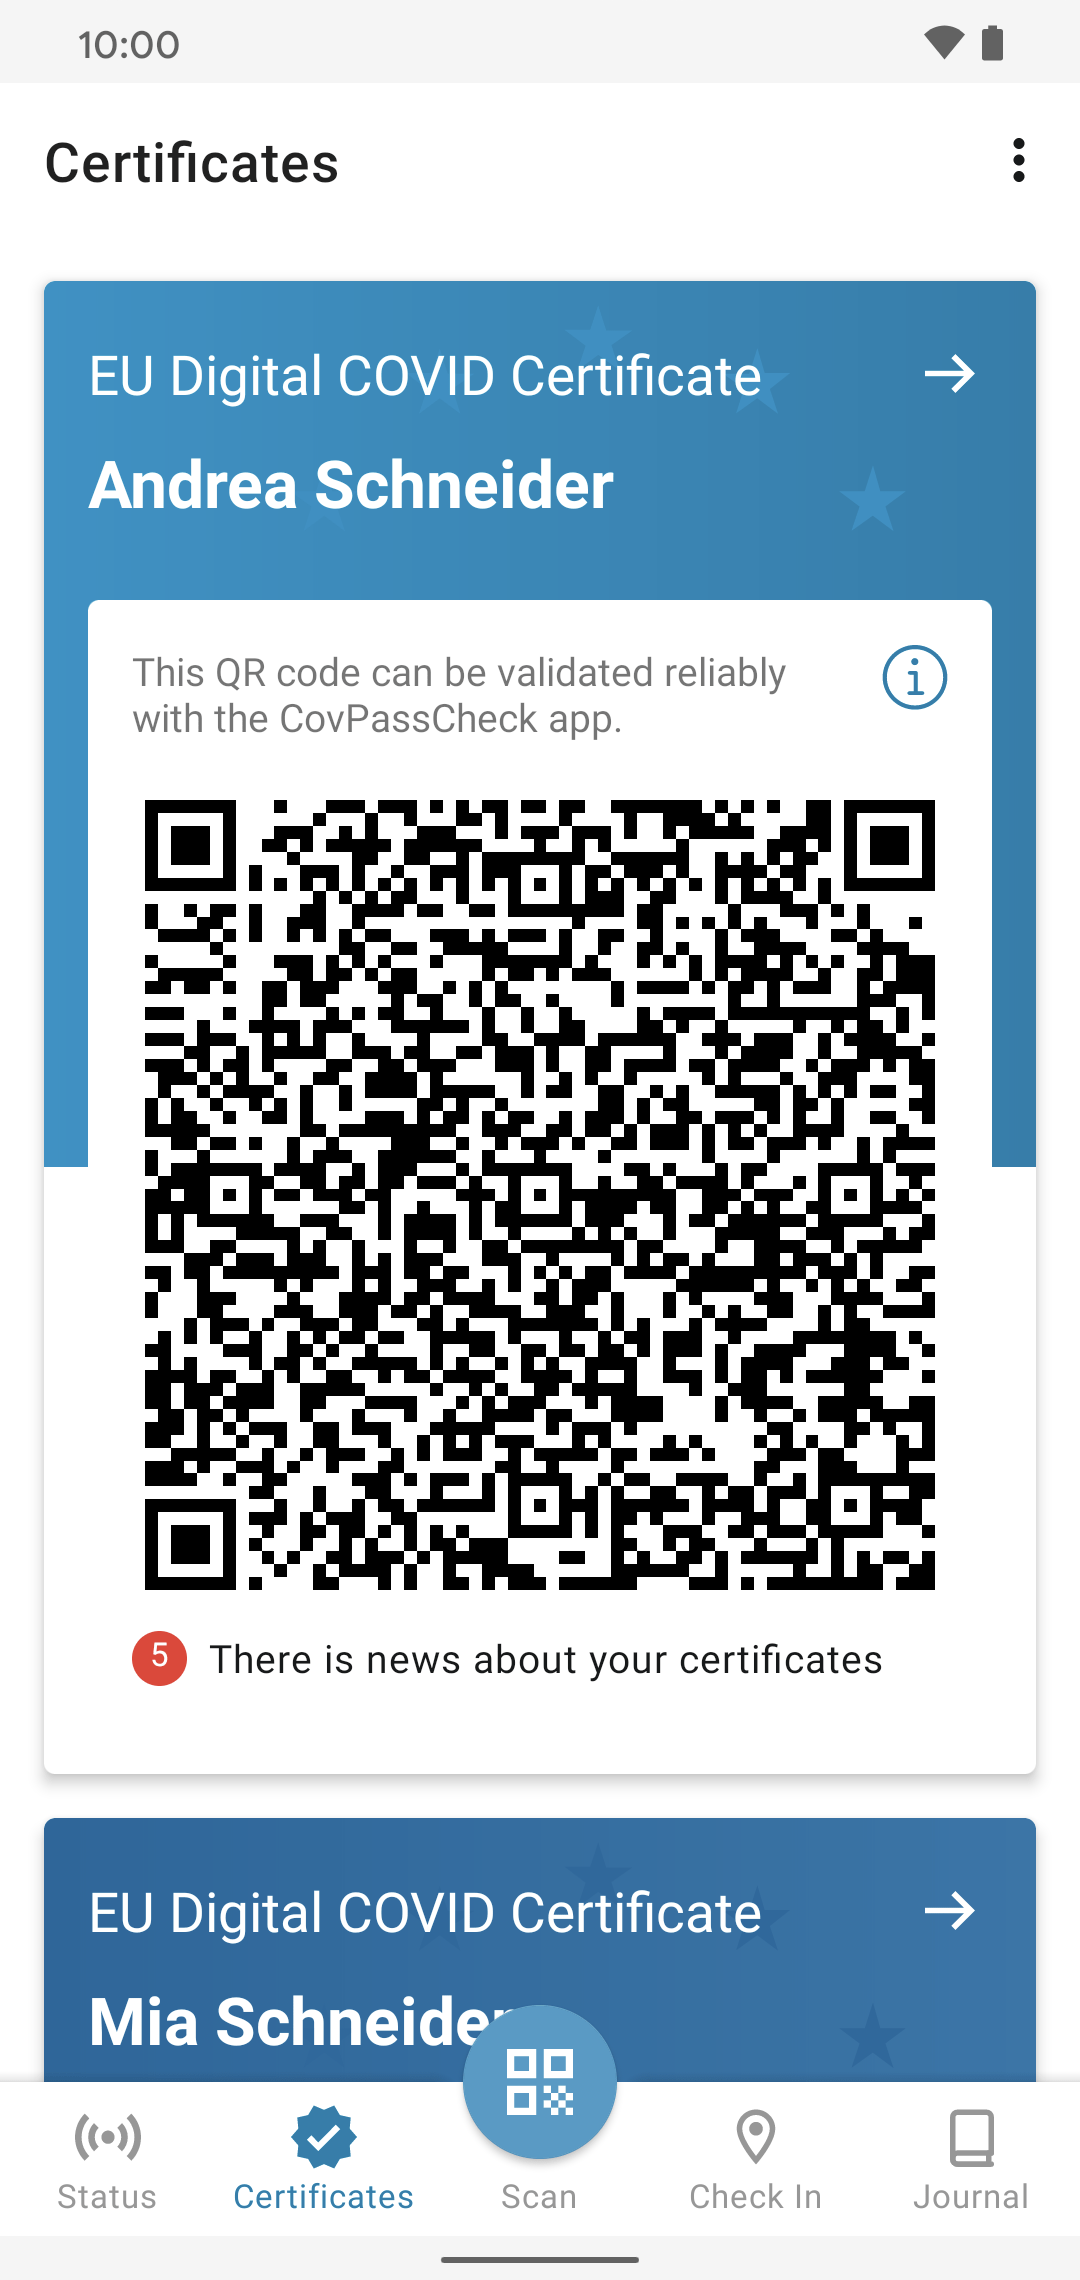 10:00
Certificates
EU Digital COVID Certificate
Andrea Schneider
This QR code can be validated reliably
with the CovPassCheck app.
5 There is news about your certificates
EU Digital COVID Certificate
Mia Schneider
Status
Certificates
Scan
Check In
Journal